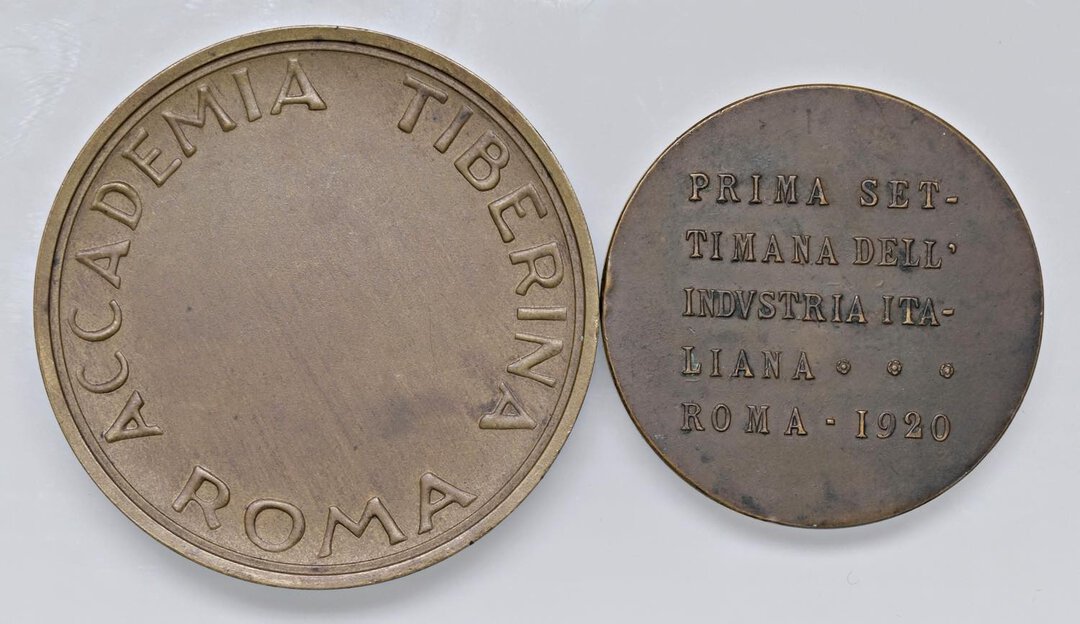 ACCADEMIA TIBERINA
ROMA
PRIMA SET-
TIMANA DELL'
INDVSTRIA ITA-
LIANA
ROMA - 1920